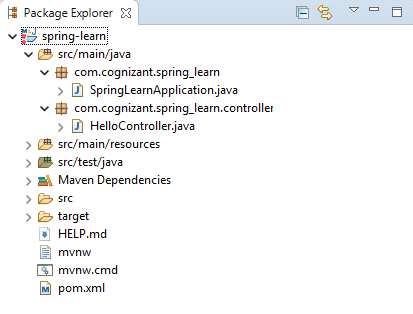 Package Explorer
spring-learn
src/main/java
com.cognizant.spring_learn
SpringLearnApplication.java
com.cognizant.spring_learn.controller
HelloController.java
src/main/resources
src/test/java
Maven Dependencies
src
target
HELP.md
mvnw
mvnw.cmd
pom.xml